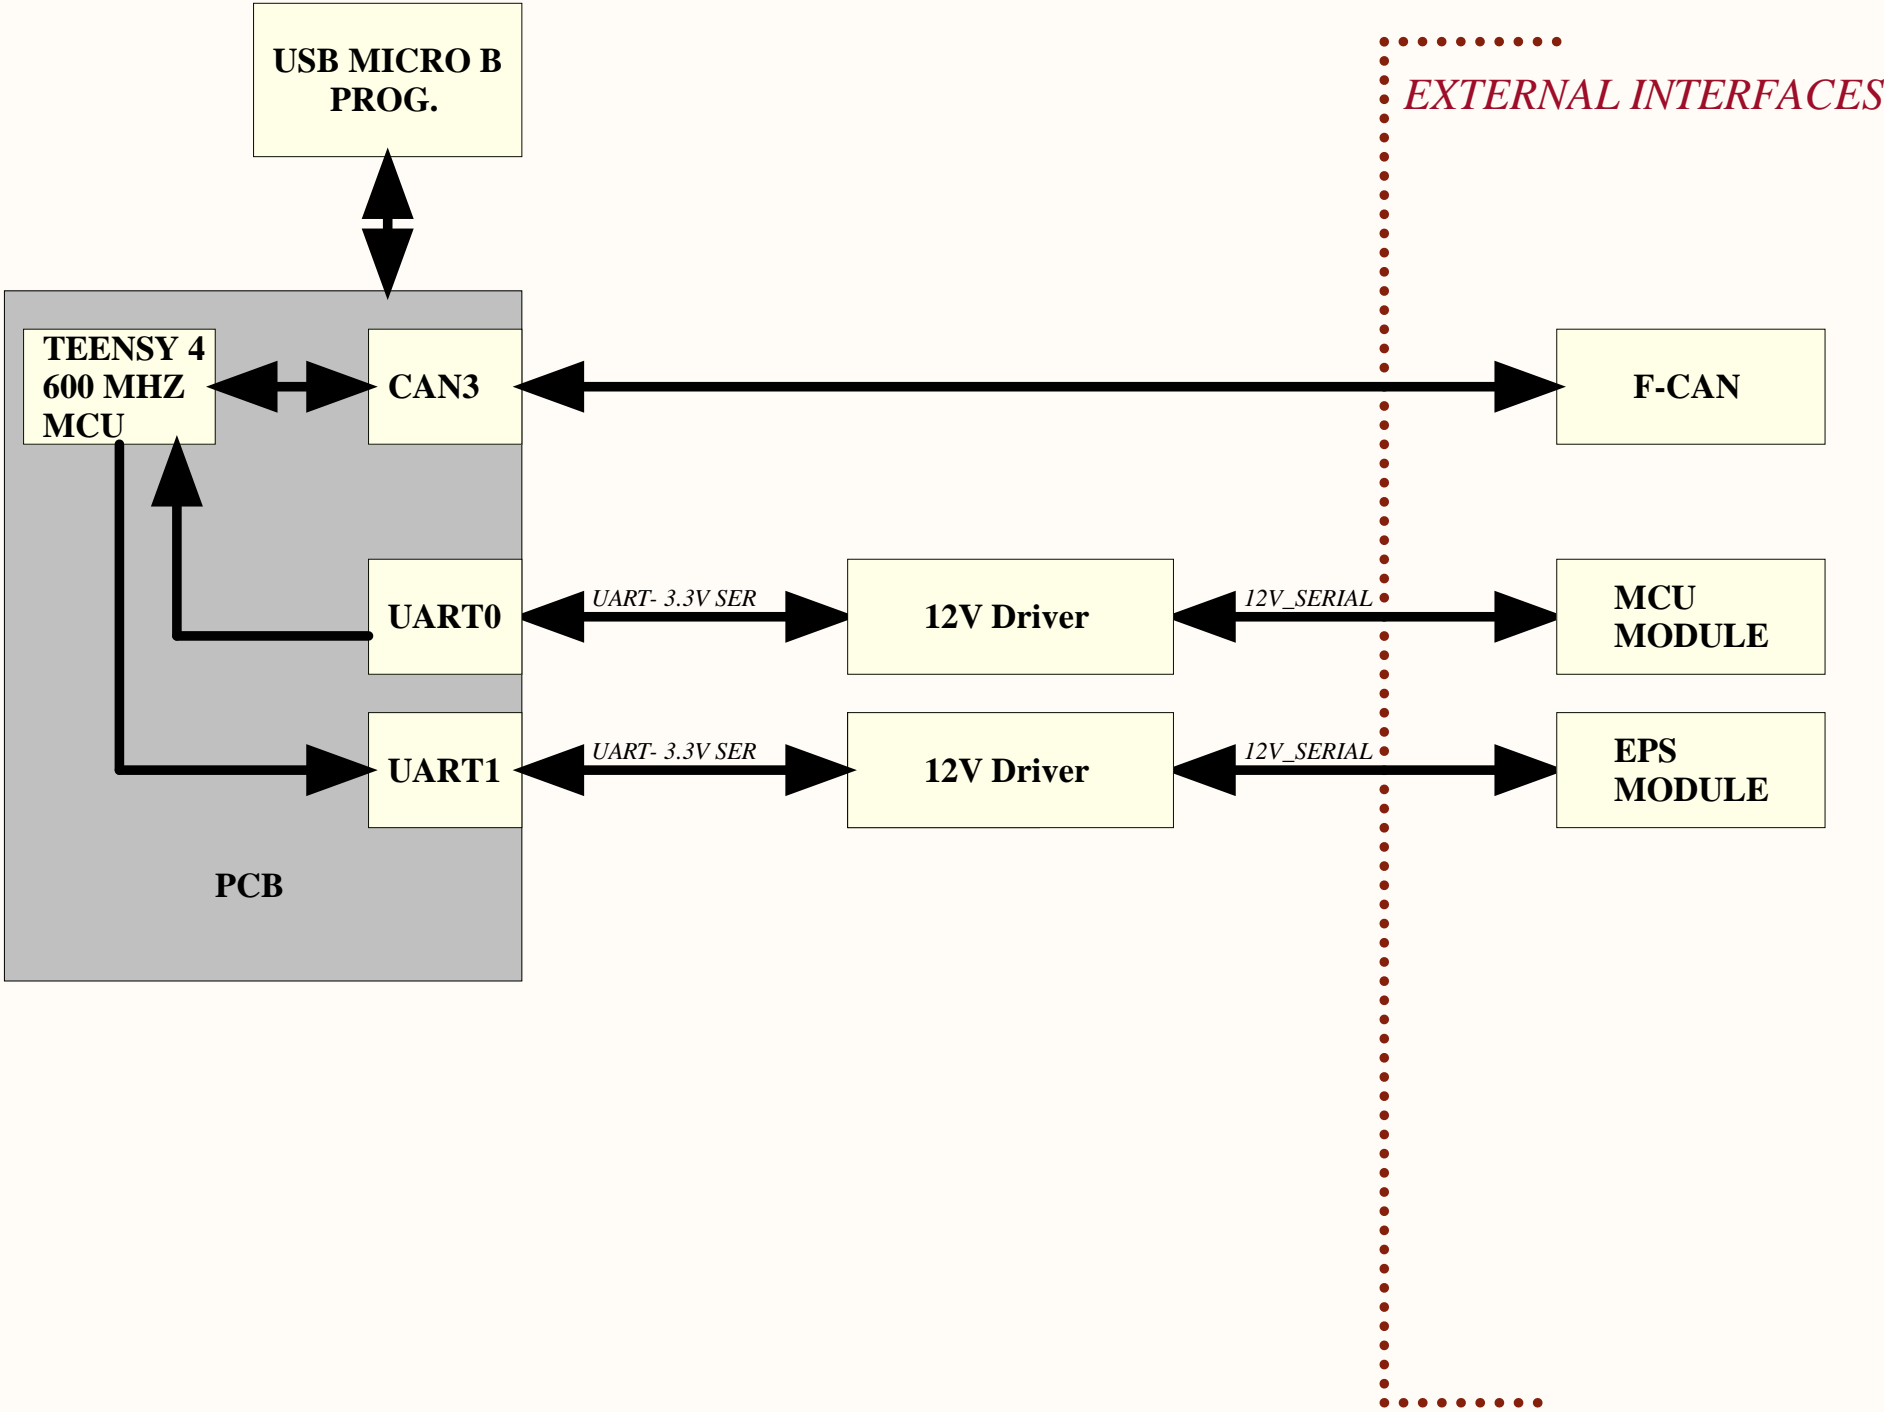 USB MICRO B
PROG.
EXTERNAL INTERFACES
TEENSY 4
600 MHZ
MCU
CAN3
F-CAN
UART0
UART- 3.3V SER
12V Driver
12V_SERIAL
MCU
MODULE
UART1
UART- 3.3V SER
12V Driver
12V_SERIAL
EPS
MODULE
PCB